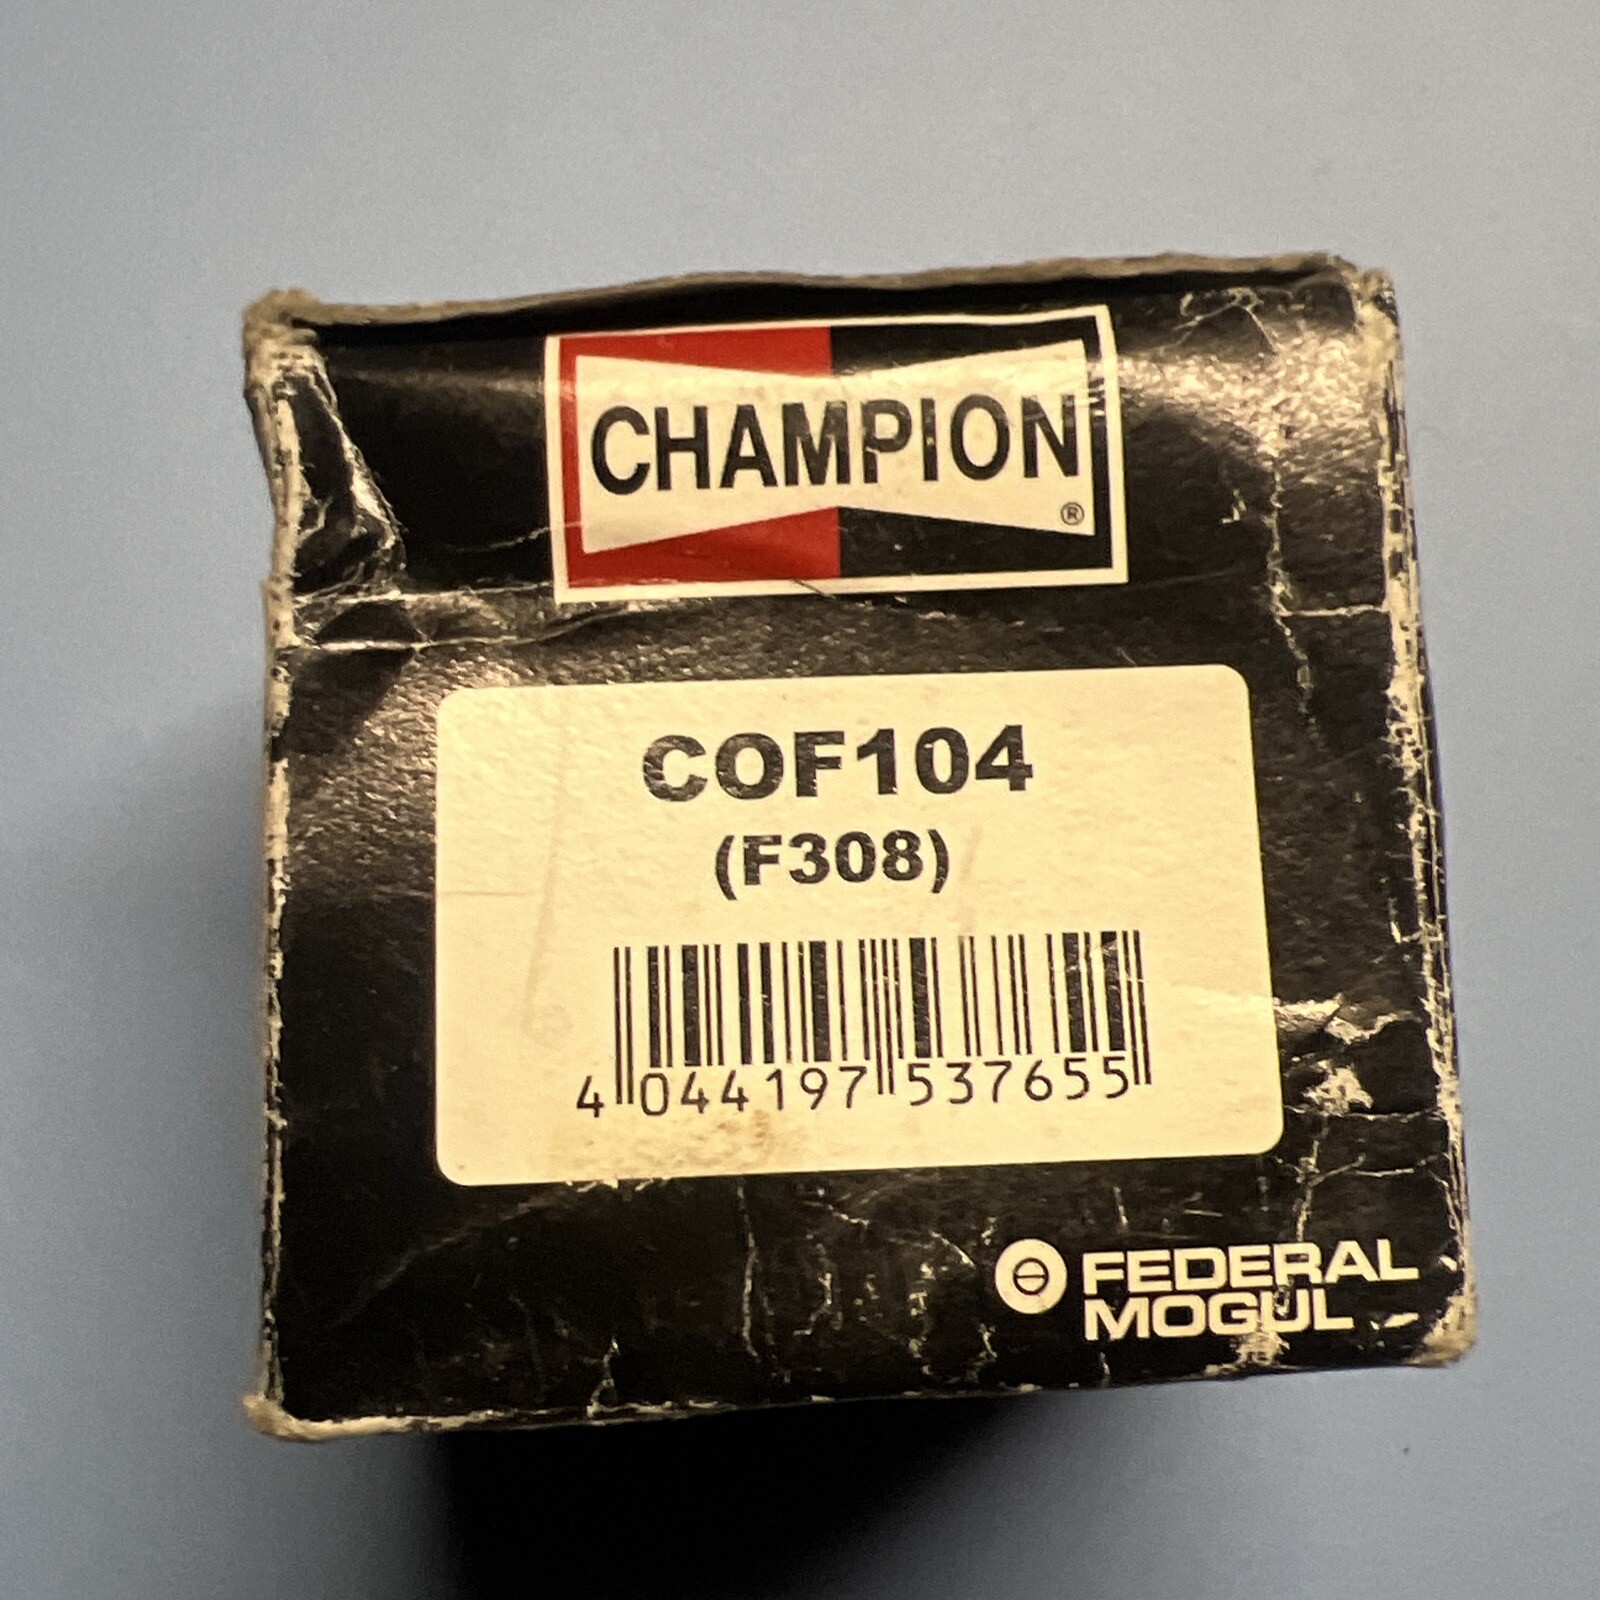 CHAMPION
®
COF104
(F308)
4 044197 537655
FEDERAL
MOGUL